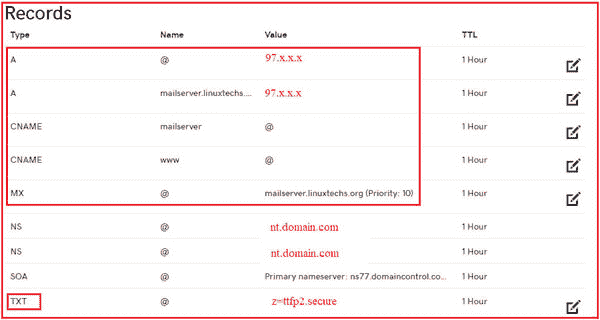 Records
Type Name Value TTL
A @ 97.x.x.x 1 Hour
A mailserver.linuxtechs.... 97.x.x.x 1 Hour
CNAME mailserver @ 1 Hour
CNAME www @ 1 Hour
MX @ mailserver.linuxtechs.org (Priority: 10) 1 Hour
NS @ nt.domain.com 1 Hour
NS @ nt.domain.com 1 Hour
SOA @ Primary nameserver: ns77.domaincontrol.co... 1 Hour
TXT @ z=ttfp2.secure 1 Hour